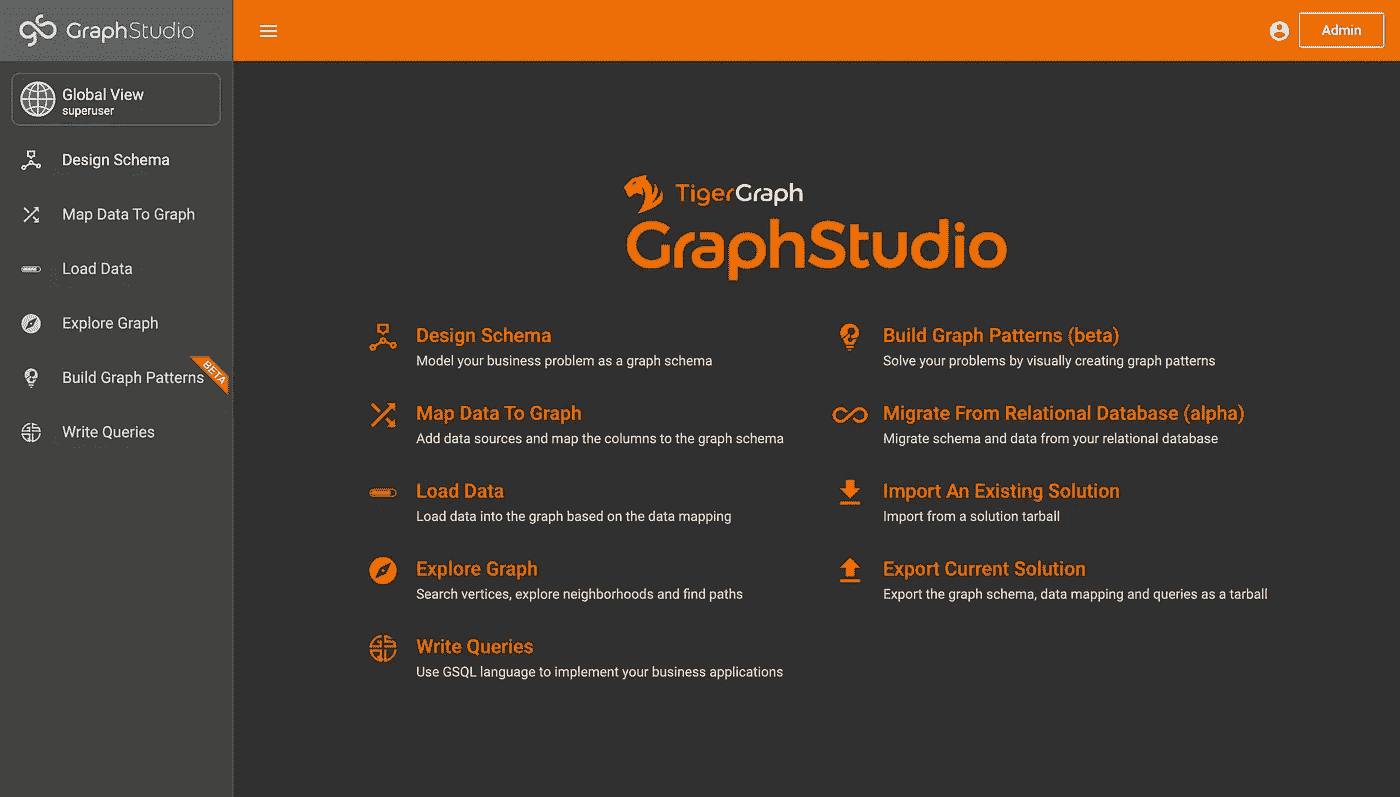 GraphStudio
Admin
Global View
superuser
Design Schema
Map Data To Graph
Load Data
Explore Graph
Build Graph Patterns
BETA
Write Queries
TigerGraph
GraphStudio
Design Schema
Model your business problem as a graph schema
Map Data To Graph
Add data sources and map the columns to the graph schema
Load Data
Load data into the graph based on the data mapping
Explore Graph
Search vertices, explore neighborhoods and find paths
Write Queries
Use GSQL language to implement your business applications
Build Graph Patterns (beta)
Solve your problems by visually creating graph patterns
Migrate From Relational Database (alpha)
Migrate schema and data from your relational database
Import An Existing Solution
Import from a solution tarball
Export Current Solution
Export the graph schema, data mapping and queries as a tarball